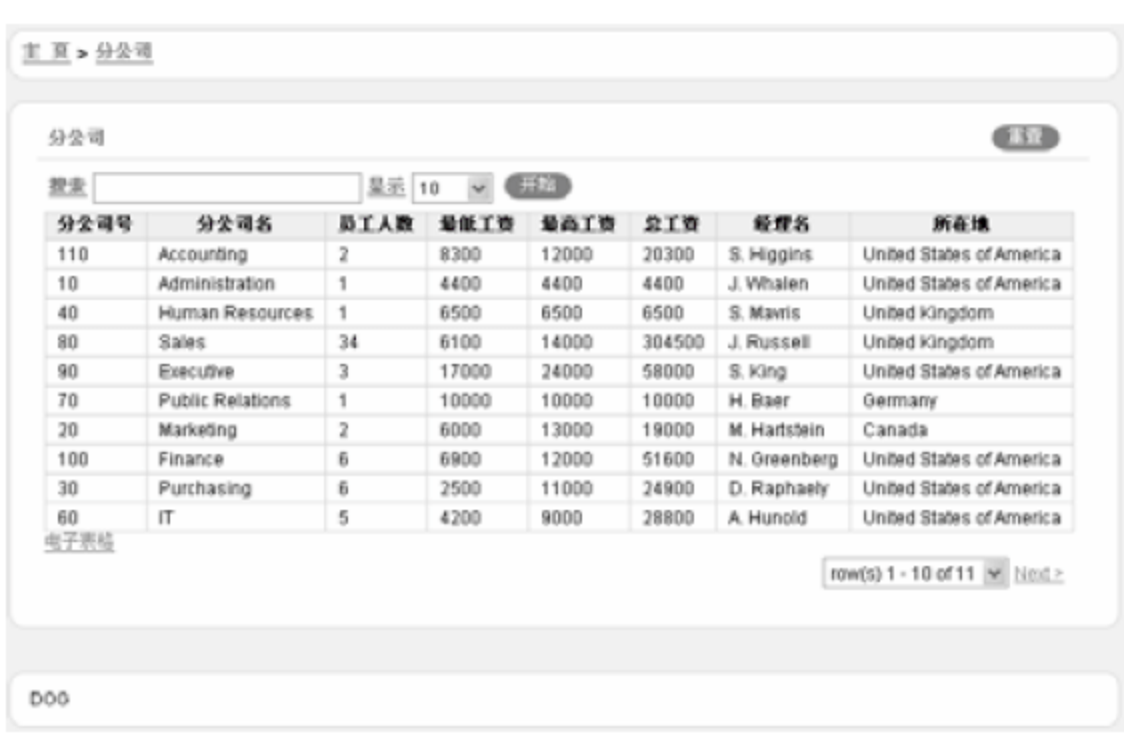 主 页 > 分公司
分公司 重置
搜索 显示 10 开始
分公司号 分公司名 员工人数 最低工资 最高工资 总工资 经理名 所在地
110 Accounting 2 8300 12000 20300 S. Higgins United States of America
10 Administration 1 4400 4400 4400 J. Whalen United States of America
40 Human Resources 1 6500 6500 6500 S. Mavris United Kingdom
80 Sales 34 6100 14000 304500 J. Russell United Kingdom
90 Executive 3 17000 24000 58000 S. King United States of America
70 Public Relations 1 10000 10000 10000 H. Baer Germany
20 Marketing 2 6000 13000 19000 M. Hartstein Canada
100 Finance 6 6900 12000 51600 N. Greenberg United States of America
30 Purchasing 6 2500 11000 24900 D. Raphaely United States of America
60 IT 5 4200 9000 28800 A. Hunold United States of America
电子表格
row(s) 1 - 10 of 11 Next >
DOG